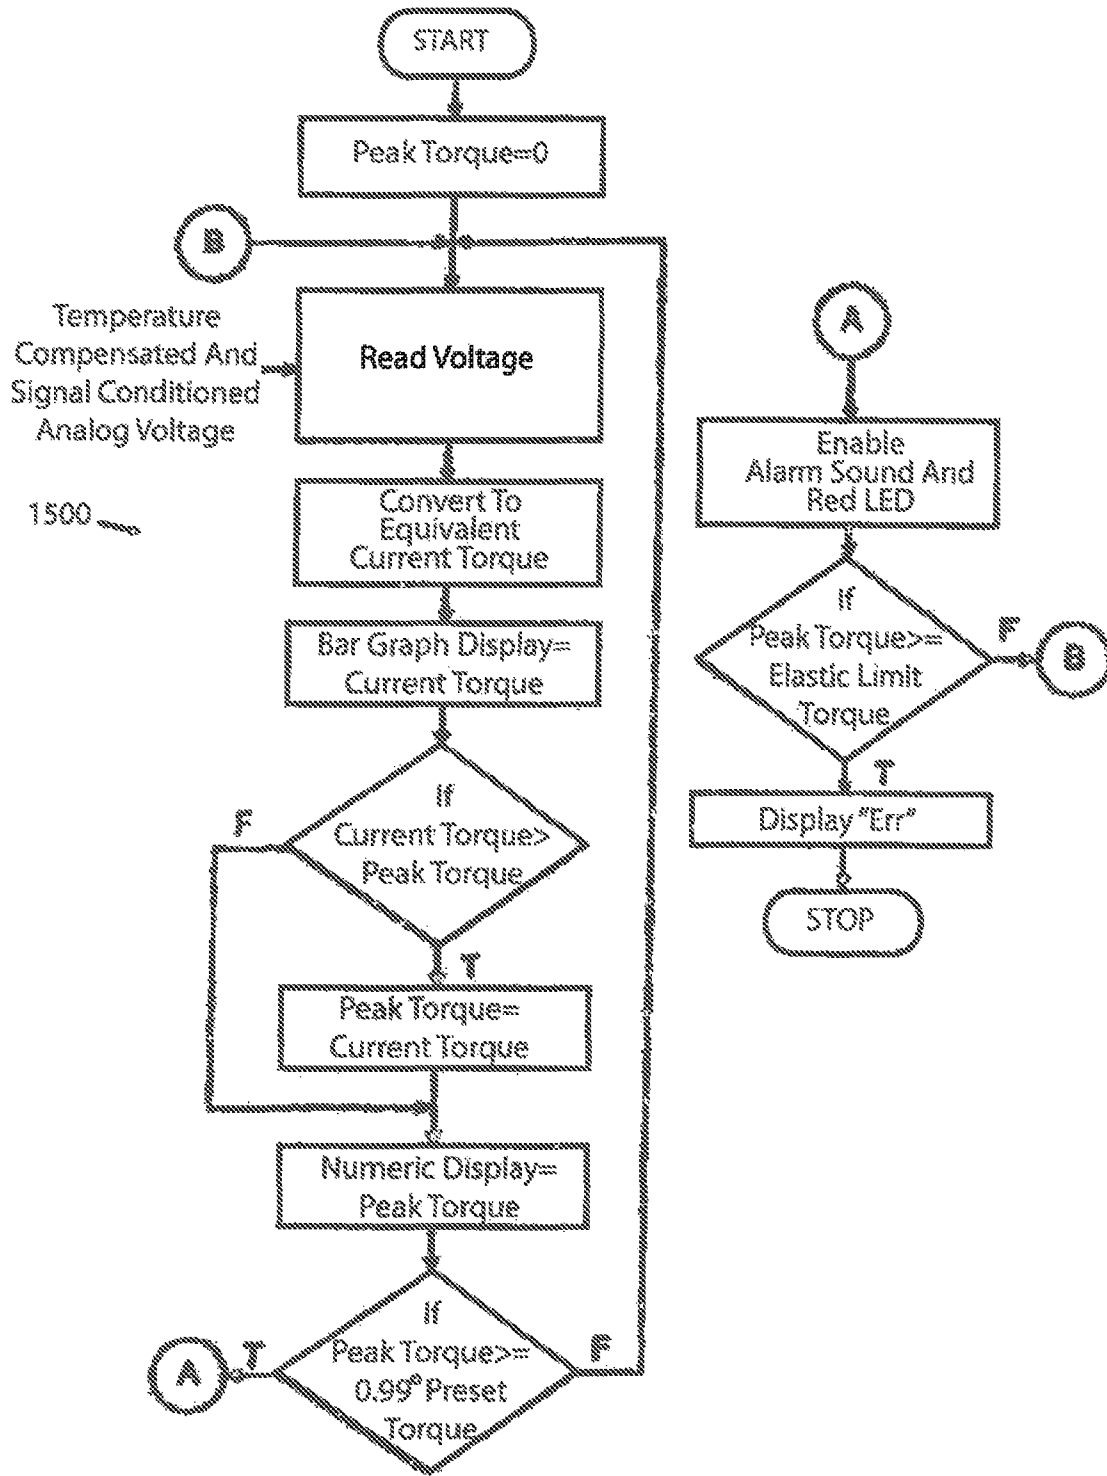 START
Peak Torque=0
B
Temperature
Compensated And
Signal Conditioned
Analog Voltage
Read Voltage
1500
Convert To
Equivalent
Current Torque
Bar Graph Display=
Current Torque
If
Current Torque>
Peak Torque
F
T
Peak Torque=
Current Torque
Numeric Display=
Peak Torque
If
Peak Torque>=
0.99° Preset
Torque
T
A
F
A
Enable
Alarm Sound And
Red LED
If
Peak Torque>=
Elastic Limit
Torque
F
B
T
Display "Err"
STOP